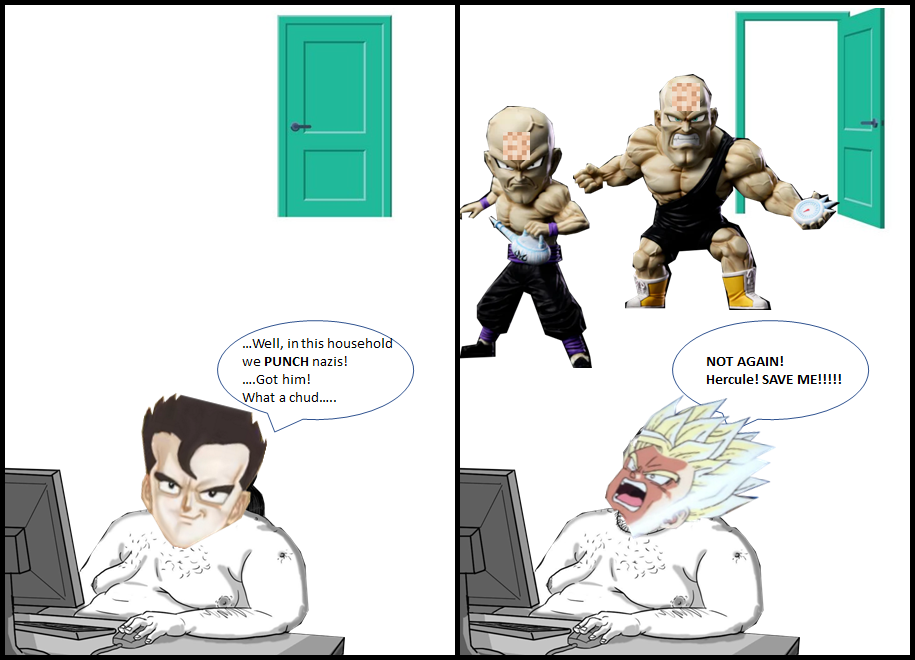 ...Well, in this household
we PUNCH nazis!
....Got him!
What a chud.....
NOT AGAIN!
Hercule! SAVE ME!!!!!